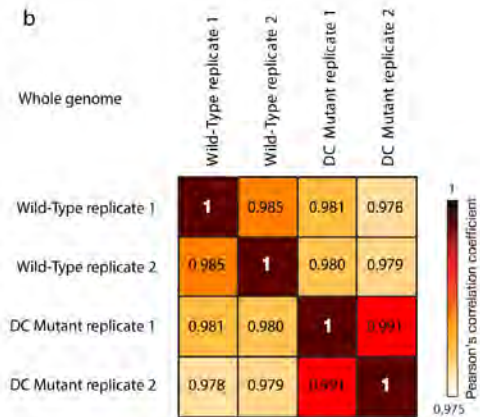 b
Whole genome
Wild-Type replicate 1
Wild-Type replicate 2
DC Mutant replicate 1
DC Mutant replicate 2
Wild-Type replicate 1
1
0.985
0.981
0.978
Wild-Type replicate 2
0.985
1
0.980
0.979
DC Mutant replicate 1
0.981
0.980
1
0.991
DC Mutant replicate 2
0.978
0.979
0.991
1
1
Pearson's correlation coefficient
0,975